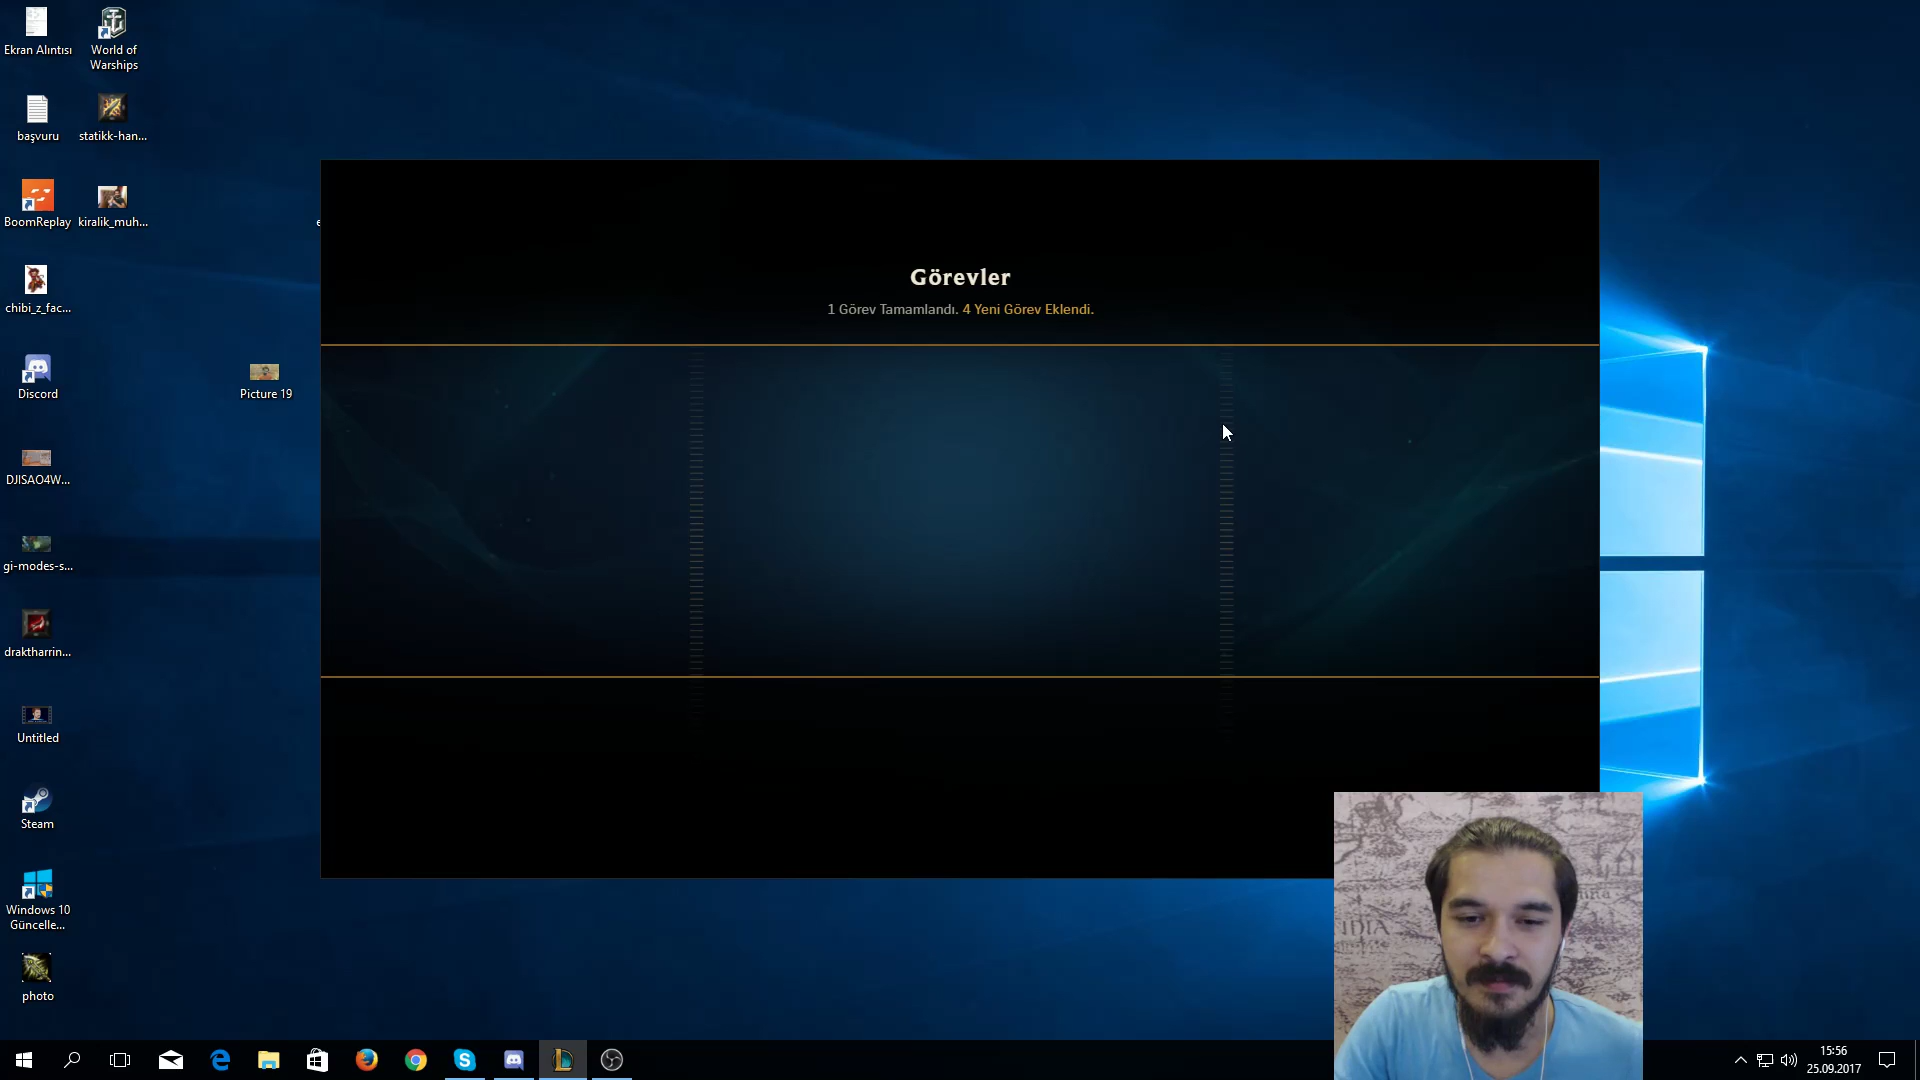 Ekran Alıntısı
World of
Warships
başvuru
statikk-han...
BoomReplay
kiralik_muh...
e
chibi_z_fac...
Discord
Picture 19
DJISAO4W...
gi-modes-s...
draktharrin...
Untitled
Steam
Windows 10
Güncelle...
photo
Görevler
1 Görev Tamamlandı. 4 Yeni Görev Eklendi.
INDIA
15:56
25.09.2017